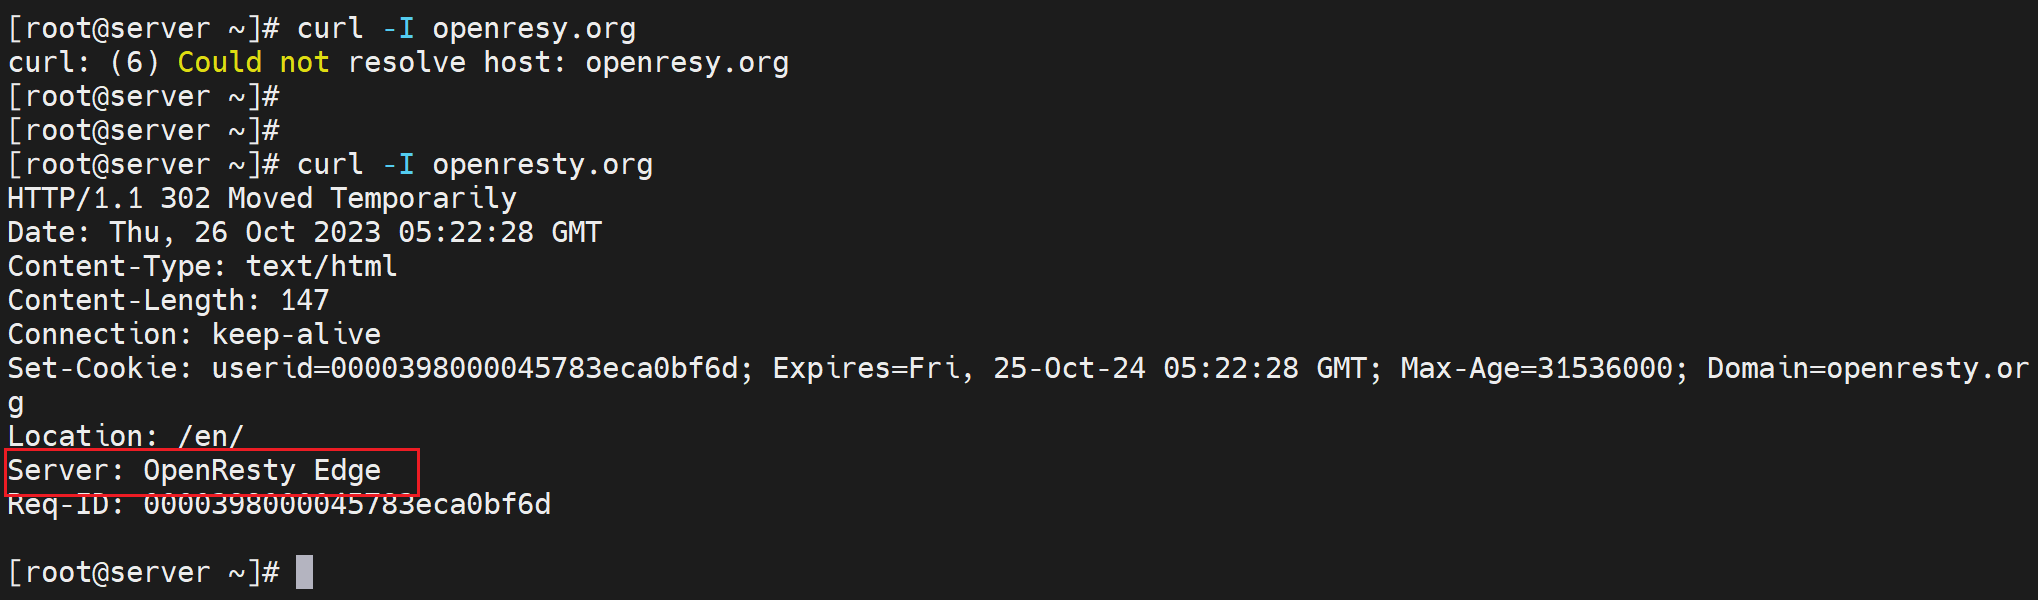 [root@server ~]# curl -I openresy.org
curl: (6) Could not resolve host: openresy.org
[root@server ~]#
[root@server ~]#
[root@server ~]# curl -I openresty.org
HTTP/1.1 302 Moved Temporarily
Date: Thu, 26 Oct 2023 05:22:28 GMT
Content-Type: text/html
Content-Length: 147
Connection: keep-alive
Set-Cookie: userid=0000398000045783eca0bf6d; Expires=Fri, 25-Oct-24 05:22:28 GMT; Max-Age=31536000; Domain=openresty.or
g
Location: /en/
Server: OpenResty Edge
Req-ID: 0000398000045783eca0bf6d
[root@server ~]#